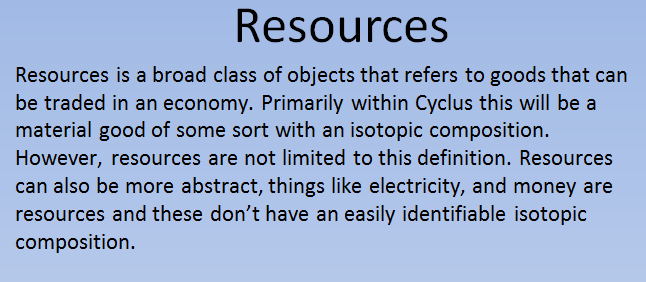 Resources
Resources is a broad class of objects that refers to goods that can
be traded in an economy. Primarily within Cyclus this will be a
material good of some sort with an isotopic composition.
However, resources are not limited to this definition. Resources
can also be more abstract, things like electricity, and money are
resources and these don’t have an easily identifiable isotopic
composition.